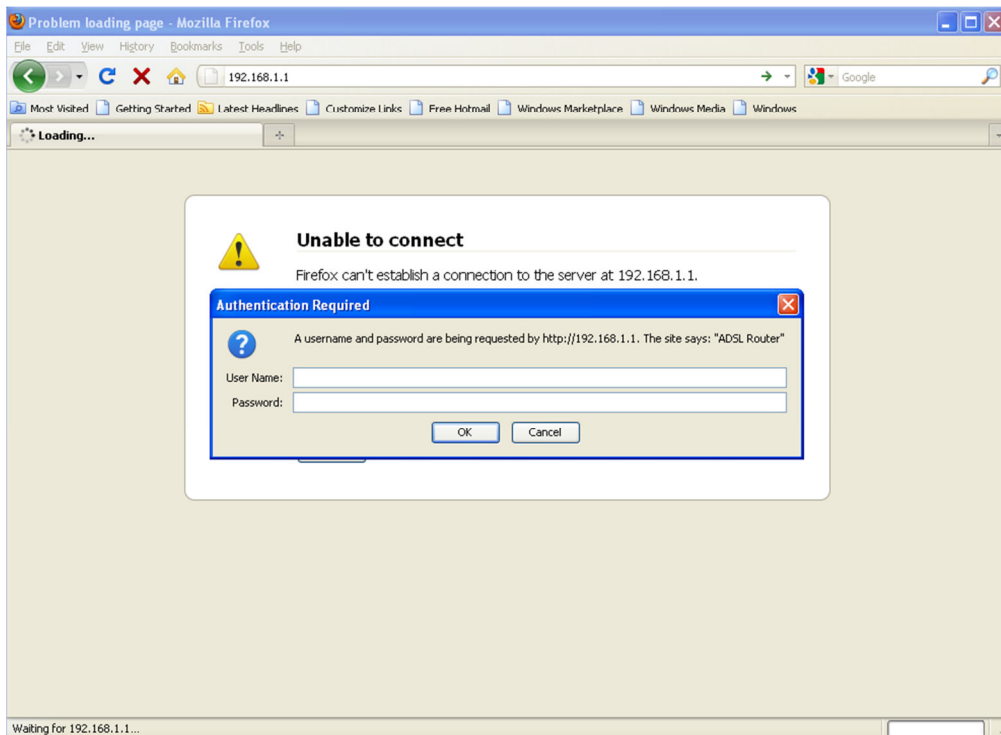 Problem loading page - Mozilla Firefox
File Edit View History Bookmarks Tools Help
192.168.1.1
Google
Most Visited Getting Started Latest Headlines Customize Links Free Hotmail Windows Marketplace Windows Media Windows
Loading...
Unable to connect
Firefox can't establish a connection to the server at 192.168.1.1.
Authentication Required
A username and password are being requested by http://192.168.1.1. The site says: "ADSL Router"
User Name:
Password:
OK Cancel
Waiting for 192.168.1.1...